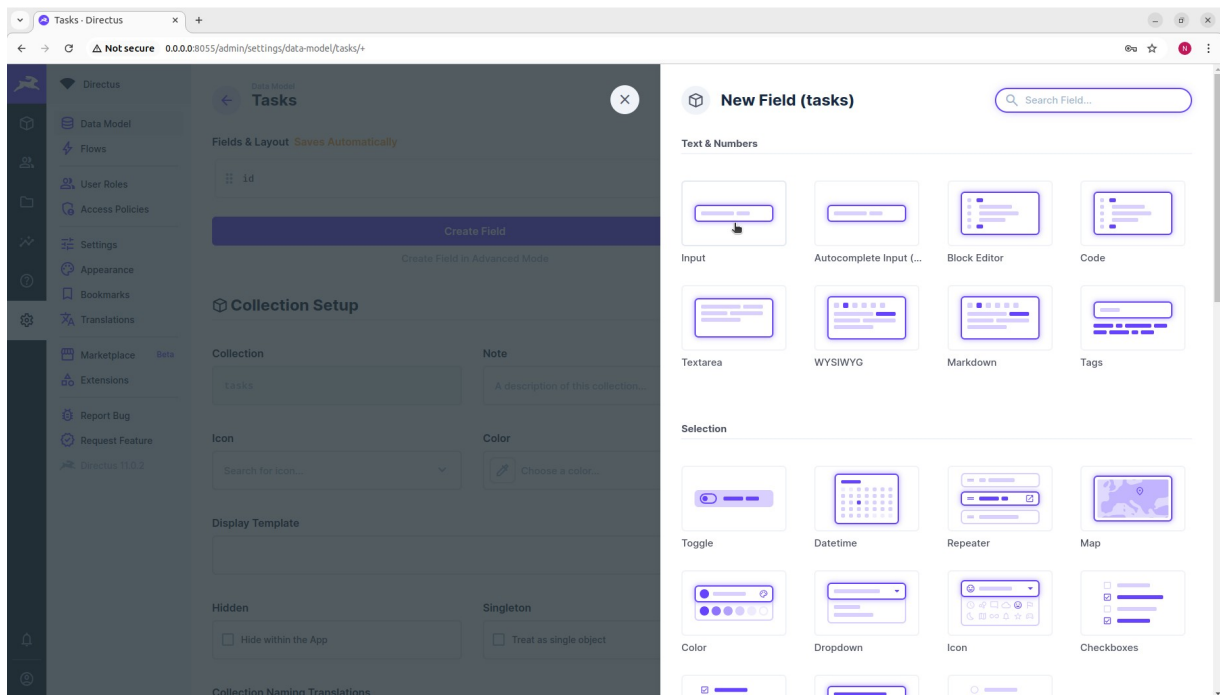 Tasks · Directus
Not secure 0.0.0.0:8055/admin/settings/data-model/tasks/+
N
Directus
Data Model
Flows
User Roles
Access Policies
Settings
Appearance
Bookmarks
Translations
Marketplace Beta
Extensions
Report Bug
Request Feature
Directus 11.0.2
Data Model
Tasks
Fields & Layout Saves Automatically
id
Create Field
Create Field in Advanced Mode
Collection Setup
Collection Note
tasks A description of this collection...
Icon Color
Search for icon... Choose a color...
Display Template
Hidden Singleton
Hide within the App Treat as single object
Collection Naming Translations
New Field (tasks)
Search Field...
Text & Numbers
Input Autocomplete Input (... Block Editor Code
Textarea WYSIWYG Markdown Tags
Selection
Toggle Datetime Repeater Map
Color Dropdown Icon Checkboxes